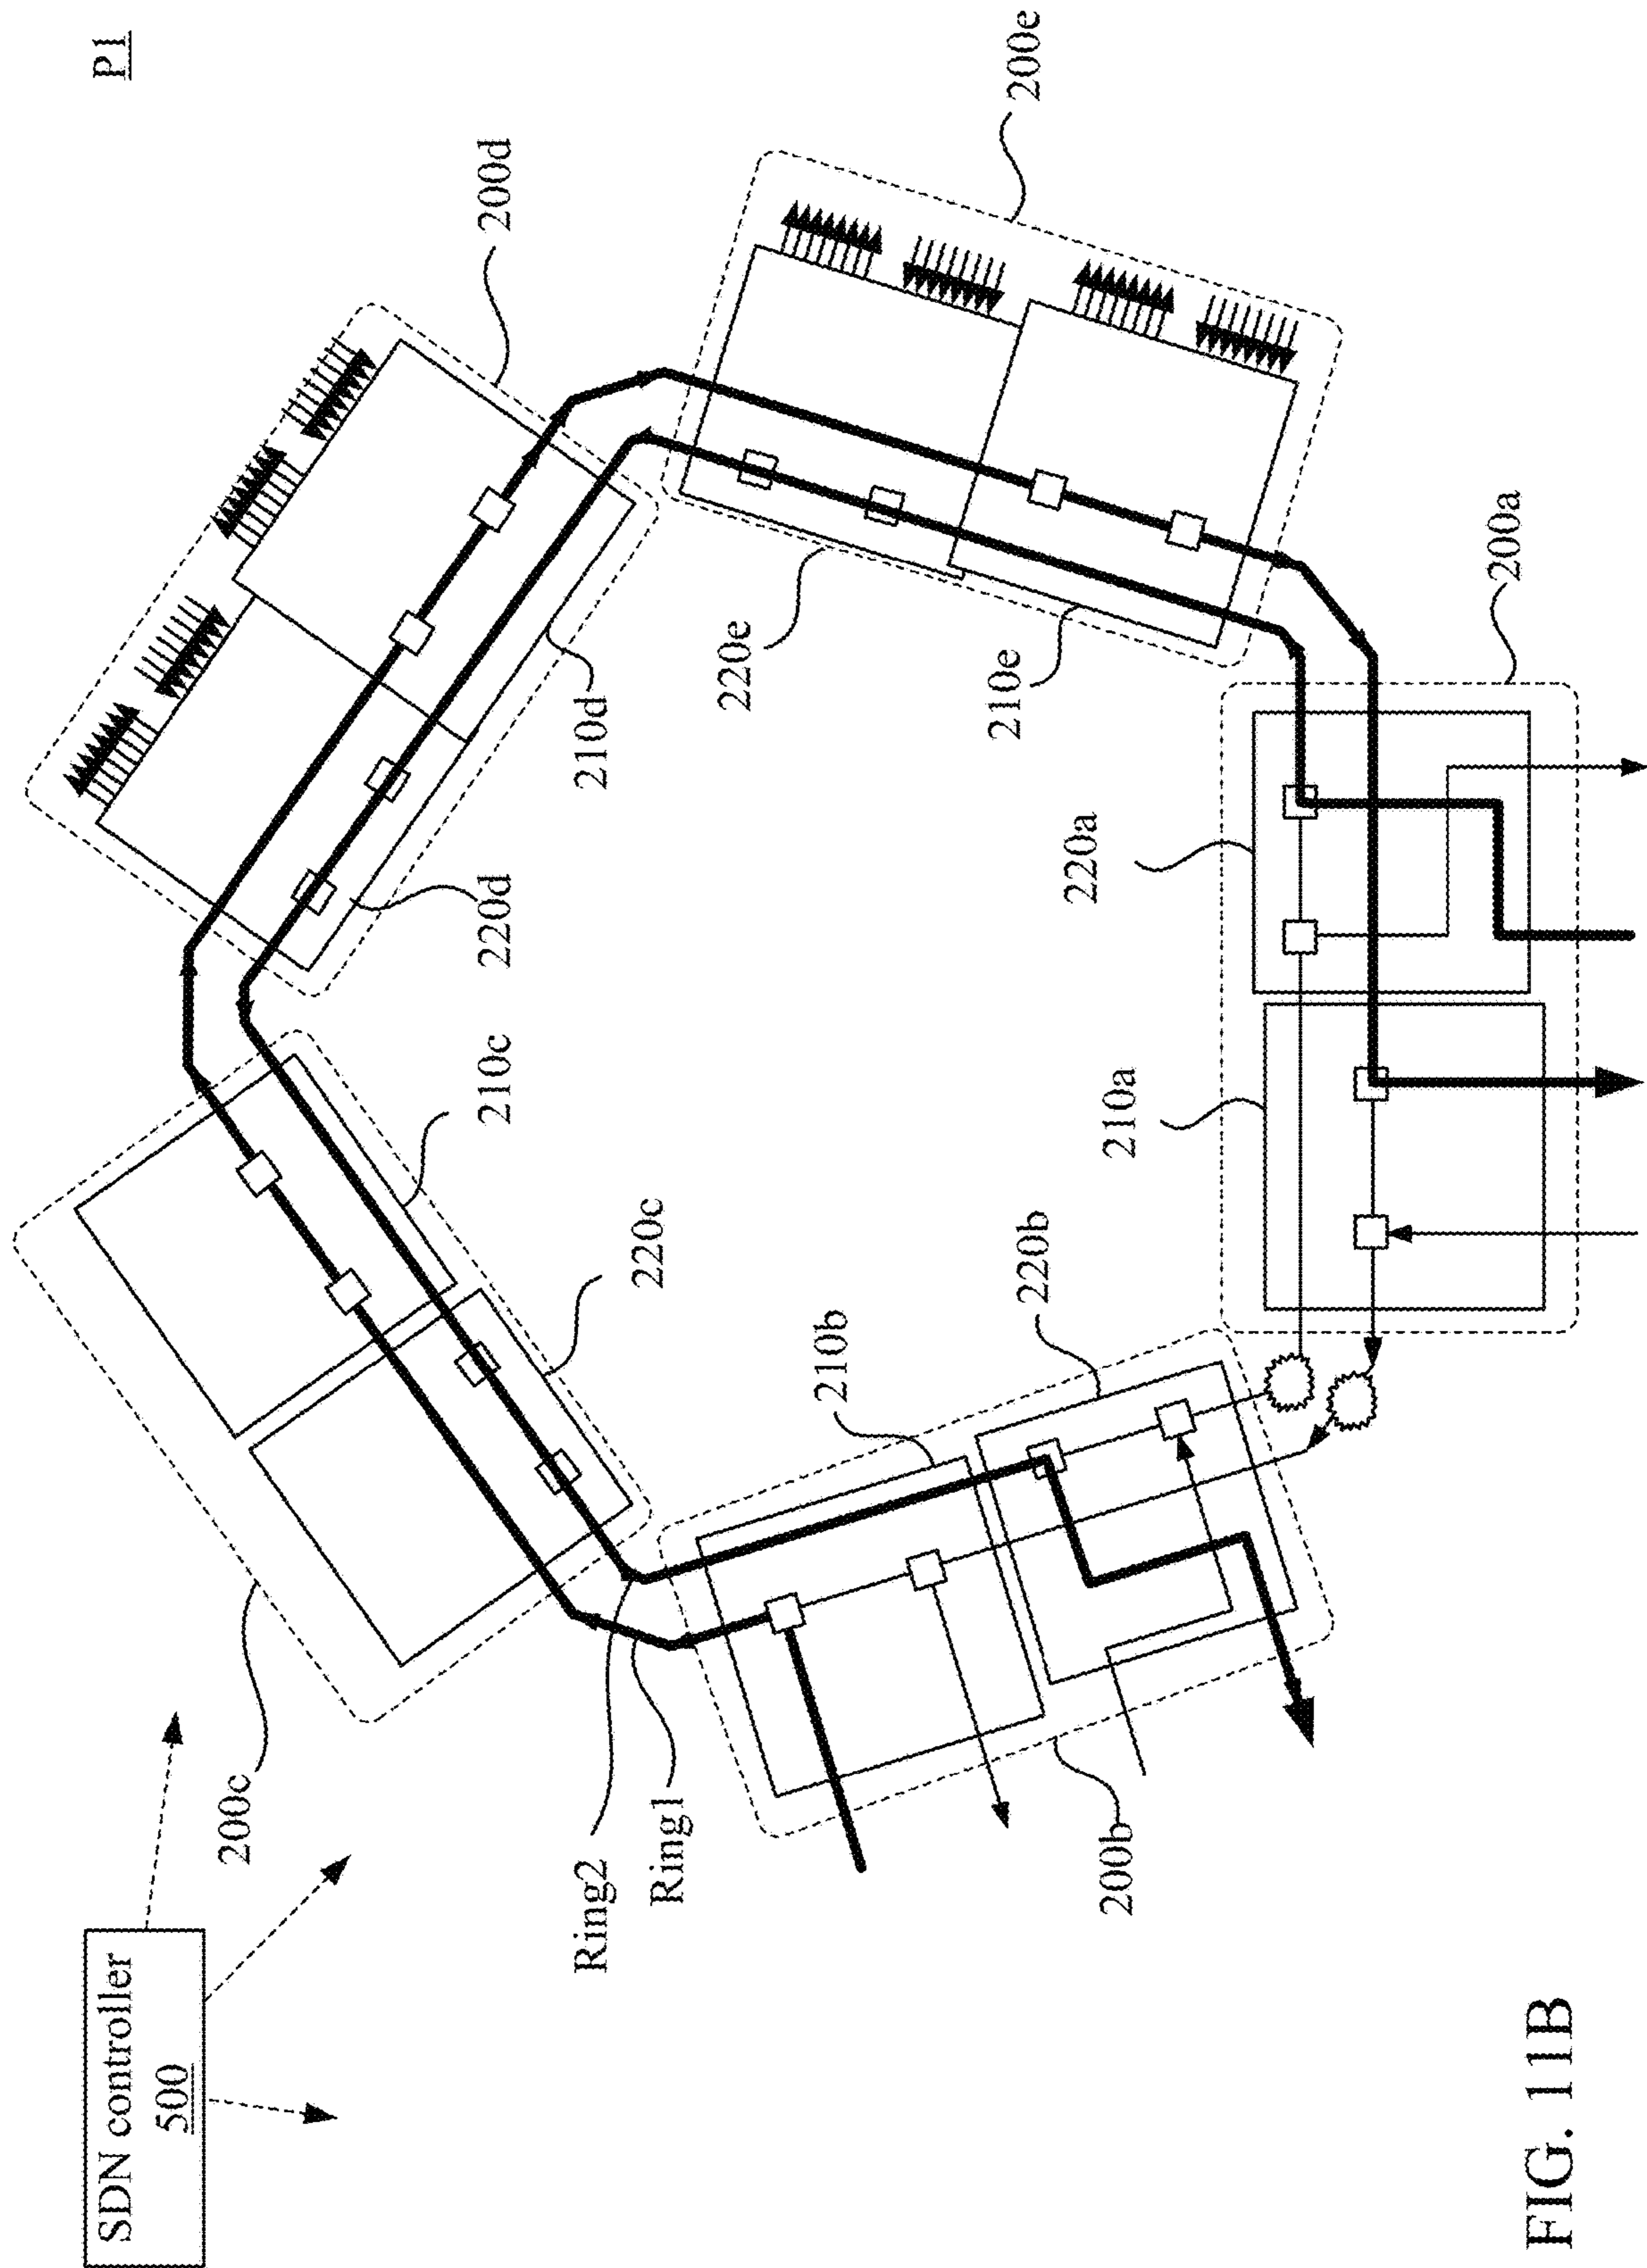 P1
SDN controller
500
200c
200d
200e
210c
220c
220d
210d
220e
210e
Ring2
Ring1
200b
210b
220b
210a
220a
200a
FIG. 11B